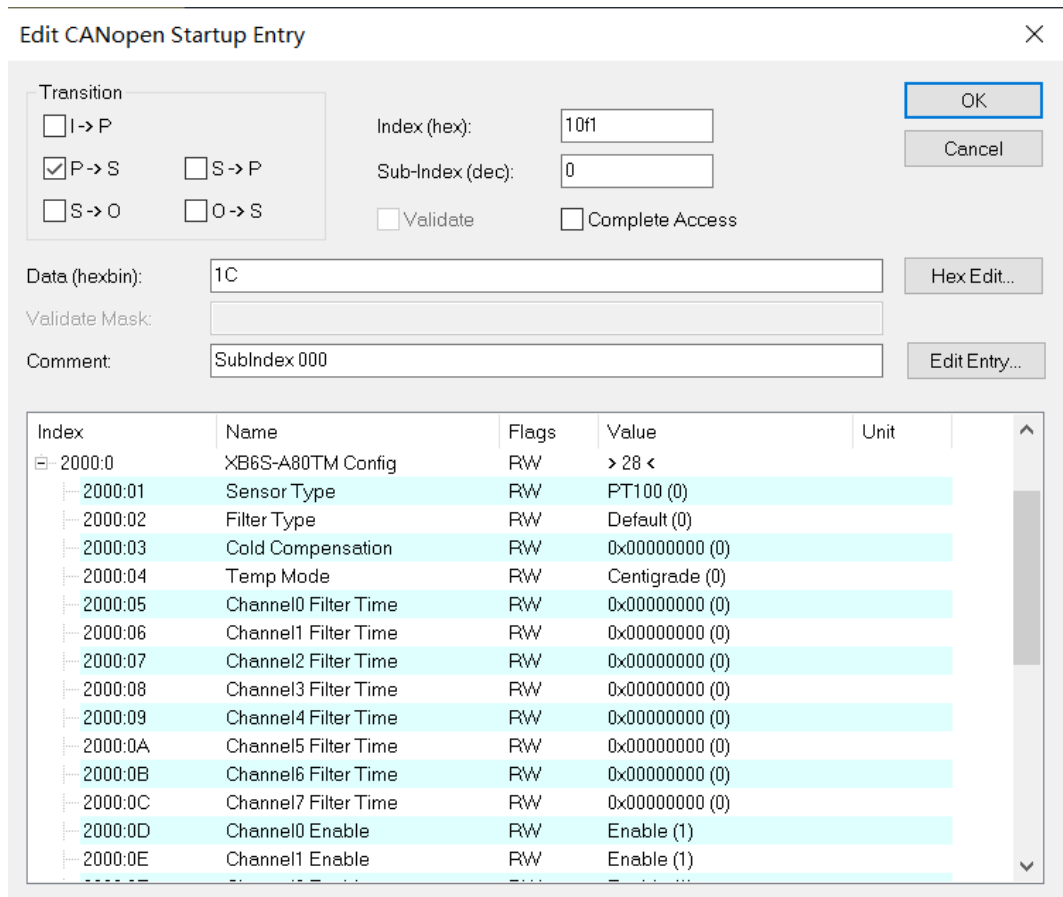 Edit CANopen Startup Entry
Transition
I -> P
P -> S
S -> P
S -> O
O -> S
Index (hex): 10f1
Sub-Index (dec): 0
Validate
Complete Access
OK
Cancel
Data (hexbin): 1C
Hex Edit...
Validate Mask:
Comment: SubIndex 000
Edit Entry...
Index Name Flags Value Unit
2000:0 XB6S-A80TM Config RW > 28 <
2000:01 Sensor Type RW PT100 (0)
2000:02 Filter Type RW Default (0)
2000:03 Cold Compensation RW 0x00000000 (0)
2000:04 Temp Mode RW Centigrade (0)
2000:05 Channel0 Filter Time RW 0x00000000 (0)
2000:06 Channel1 Filter Time RW 0x00000000 (0)
2000:07 Channel2 Filter Time RW 0x00000000 (0)
2000:08 Channel3 Filter Time RW 0x00000000 (0)
2000:09 Channel4 Filter Time RW 0x00000000 (0)
2000:0A Channel5 Filter Time RW 0x00000000 (0)
2000:0B Channel6 Filter Time RW 0x00000000 (0)
2000:0C Channel7 Filter Time RW 0x00000000 (0)
2000:0D Channel0 Enable RW Enable (1)
2000:0E Channel1 Enable RW Enable (1)